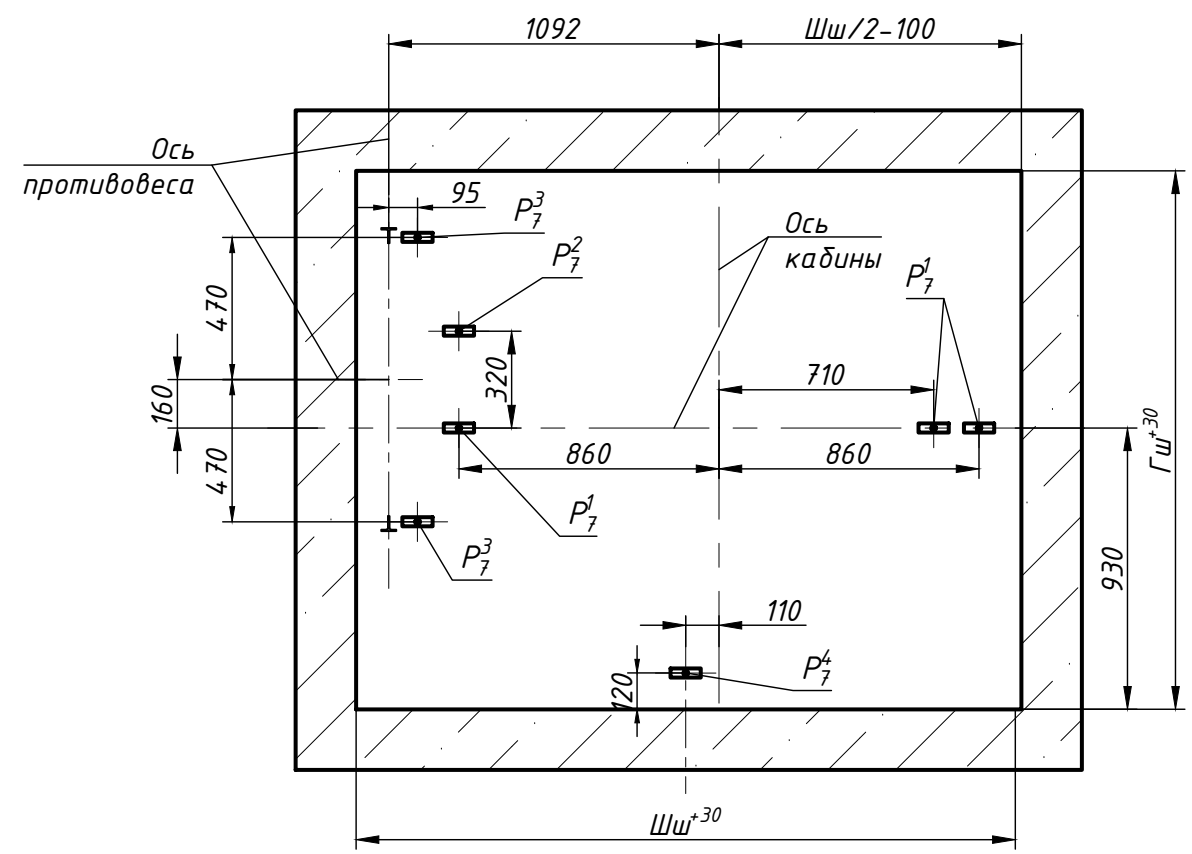 1092
Шш/2-100
Ось
противовеса
95
P₇³
P₇²
Ось
кабины
P₇¹
470
320
710
160
860
860
Гш⁺³⁰
470
P₇¹
P₇³
930
110
P₇⁴
120
Шш⁺³⁰